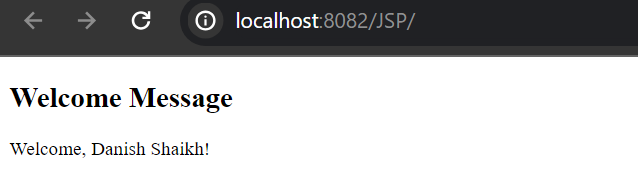 localhost:8082/JSP/
Welcome Message
Welcome, Danish Shaikh!